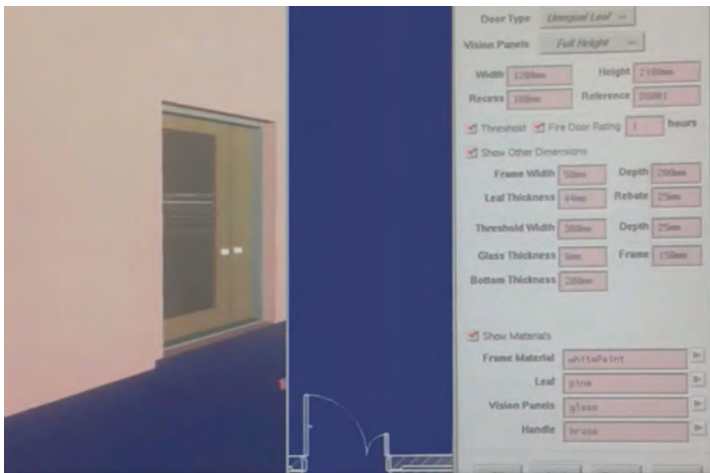 Door Type Unequal Leaf
Vision Panels Full Height
Width 1200mm Height 2100mm
Recess 100mm Reference D0001
Threshold Fire Door Rating 1 hours
Show Other Dimensions
Frame Width 50mm Depth 200mm
Leaf Thickness 44mm Rebate 25mm
Threshold Width 300mm Depth 25mm
Glass Thickness 6mm Frame 150mm
Bottom Thickness 200mm
Show Materials
Frame Material whitePaint
Leaf pine
Vision Panels glass
Handle brass